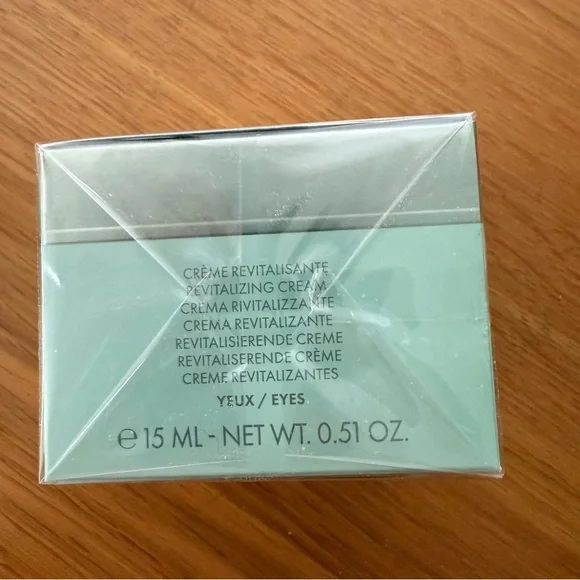 CRÈME REVITALISANTE
REVITALIZING CREAM
CREMA RIVITALIZZANTE
CREMA REVITALIZANTE
REVITALISIERENDE CREME
REVITALISERENDE CRÈME
CREME REVITALIZANTES
YEUX / EYES
℮ 15 ML - NET WT. 0.51 OZ.